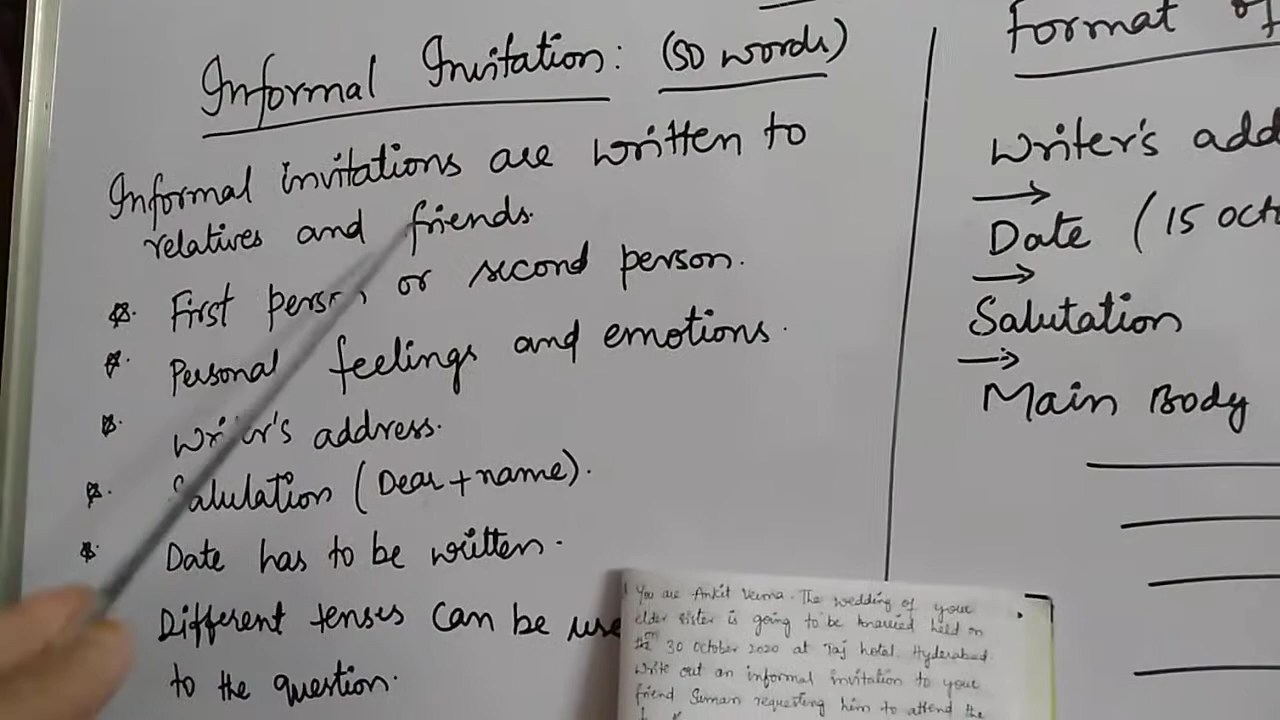 Informal Invitation: (50 words)
Informal invitations are written to
relatives and friends.
First person or second person.
Personal feelings and emotions.
Writer's address.
Salutation (Dear + name).
Date has to be written.
Different tenses can be use
to the question.
Format of
Writer's add
Date (15 octo
Salutation
Main Body
You are Ankit Verma. The wedding of your
elder sister is going to be held on
30 October 2020 at Taj hotel, Hyderabad
Write out an informal invitation to your
friend Suman requesting him to attend the